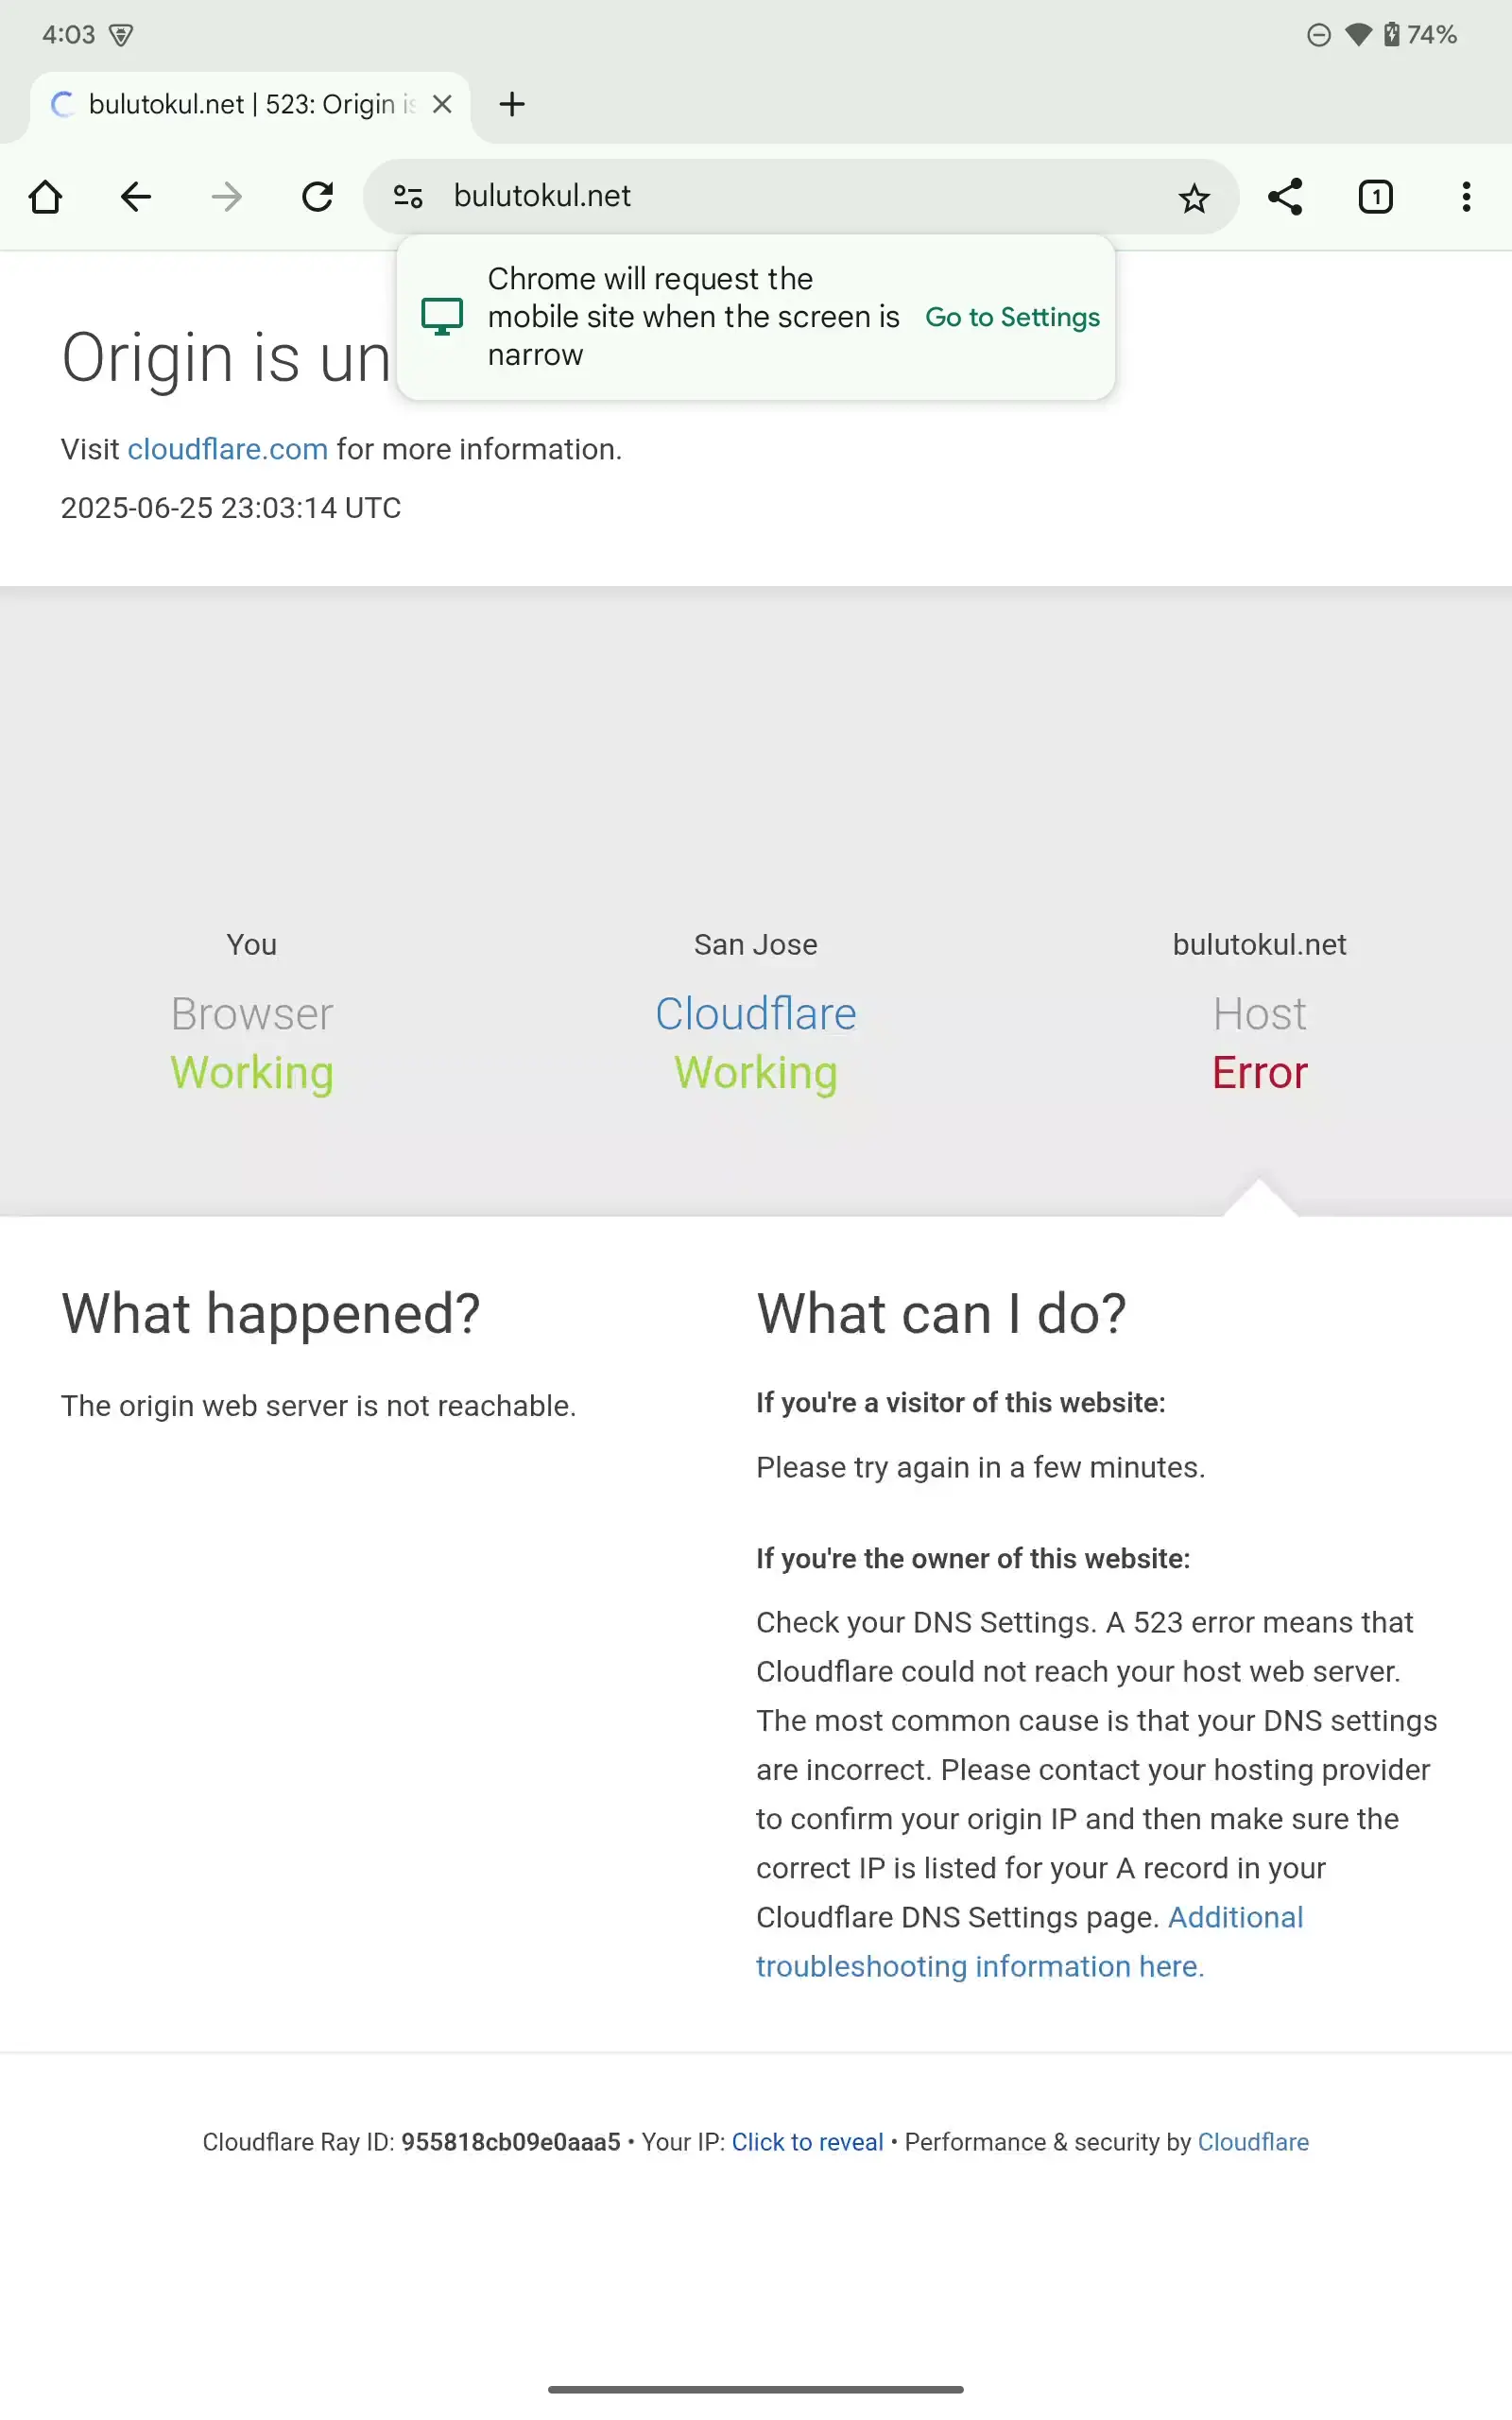 4:03
74%
bulutokul.net | 523: Origin is
1
bulutokul.net
Chrome will request the
mobile site when the screen is
narrow
Go to Settings
Origin is un
Visit cloudflare.com for more information.
2025-06-25 23:03:14 UTC
You
Browser
Working
San Jose
Cloudflare
Working
bulutokul.net
Host
Error
What happened?
The origin web server is not reachable.
What can I do?
If you're a visitor of this website:
Please try again in a few minutes.
If you're the owner of this website:
Check your DNS Settings. A 523 error means that
Cloudflare could not reach your host web server.
The most common cause is that your DNS settings
are incorrect. Please contact your hosting provider
to confirm your origin IP and then make sure the
correct IP is listed for your A record in your
Cloudflare DNS Settings page. Additional
troubleshooting information here.
Cloudflare Ray ID: 955818cb09e0aaa5 • Your IP: Click to reveal • Performance & security by Cloudflare